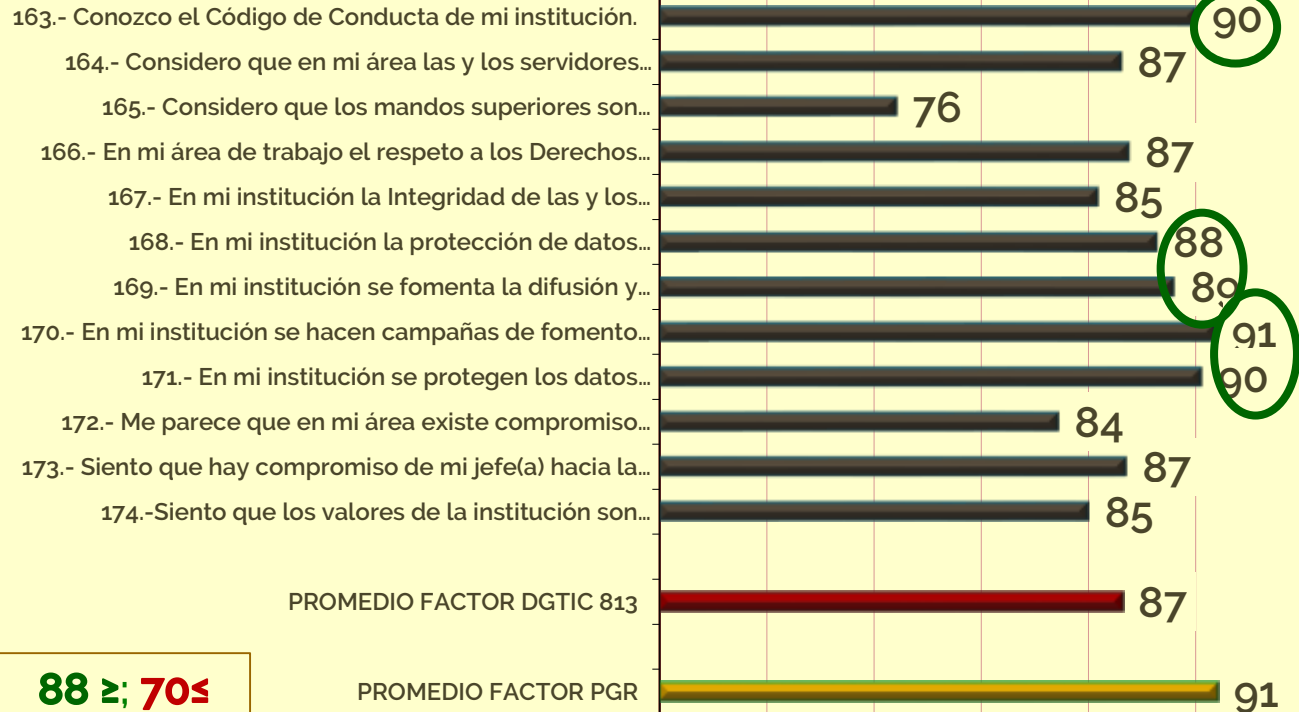 163.- Conozco el Código de Conducta de mi institución. 90
164.- Considero que en mi área las y los servidores... 87
165.- Considero que los mandos superiores son... 76
166.- En mi área de trabajo el respeto a los Derechos... 87
167.- En mi institución la Integridad de las y los... 85
168.- En mi institución la protección de datos... 88
169.- En mi institución se fomenta la difusión y... 89
170.- En mi institución se hacen campañas de fomento... 91
171.- En mi institución se protegen los datos... 90
172.- Me parece que en mi área existe compromiso... 84
173.- Siento que hay compromiso de mi jefe(a) hacia la... 87
174.-Siento que los valores de la institución son... 85
PROMEDIO FACTOR DGTIC 813 87
88 ≥; 70≤
PROMEDIO FACTOR PGR 91